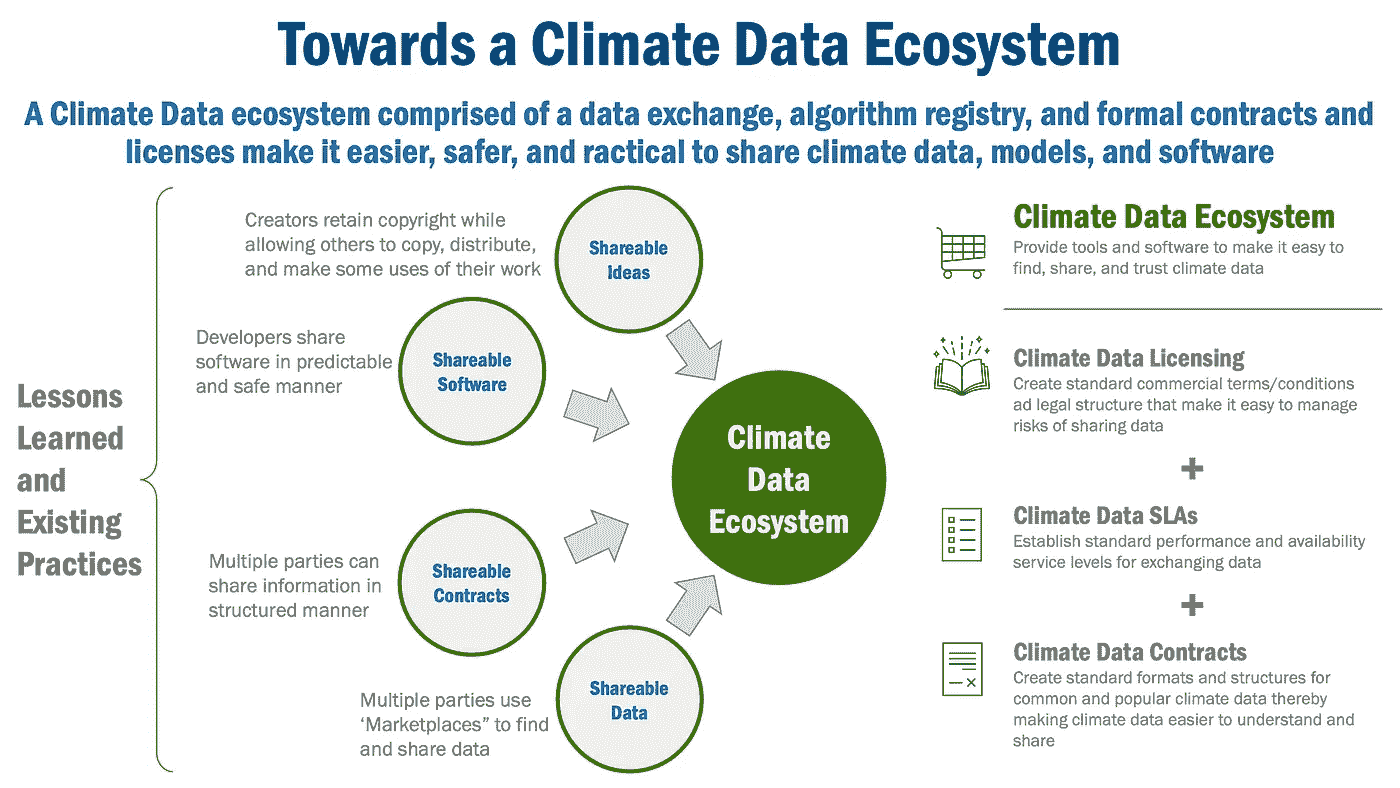 Towards a Climate Data Ecosystem
A Climate Data ecosystem comprised of a data exchange, algorithm registry, and formal contracts and
licenses make it easier, safer, and ractical to share climate data, models, and software
Lessons
Learned
and
Existing
Practices
Creators retain copyright while
allowing others to copy, distribute,
and make some uses of their work
Shareable
Ideas
Developers share
software in predictable
and safe manner
Shareable
Software
Multiple parties can
share information in
structured manner
Shareable
Contracts
Multiple parties use
‘Marketplaces” to find
and share data
Shareable
Data
Climate
Data
Ecosystem
Climate Data Ecosystem
Provide tools and software to make it easy to
find, share, and trust climate data
Climate Data Licensing
Create standard commercial terms/conditions
ad legal structure that make it easy to manage
risks of sharing data
+
Climate Data SLAs
Establish standard performance and availability
service levels for exchanging data
+
Climate Data Contracts
Create standard formats and structures for
common and popular climate data thereby
making climate data easier to understand and
share